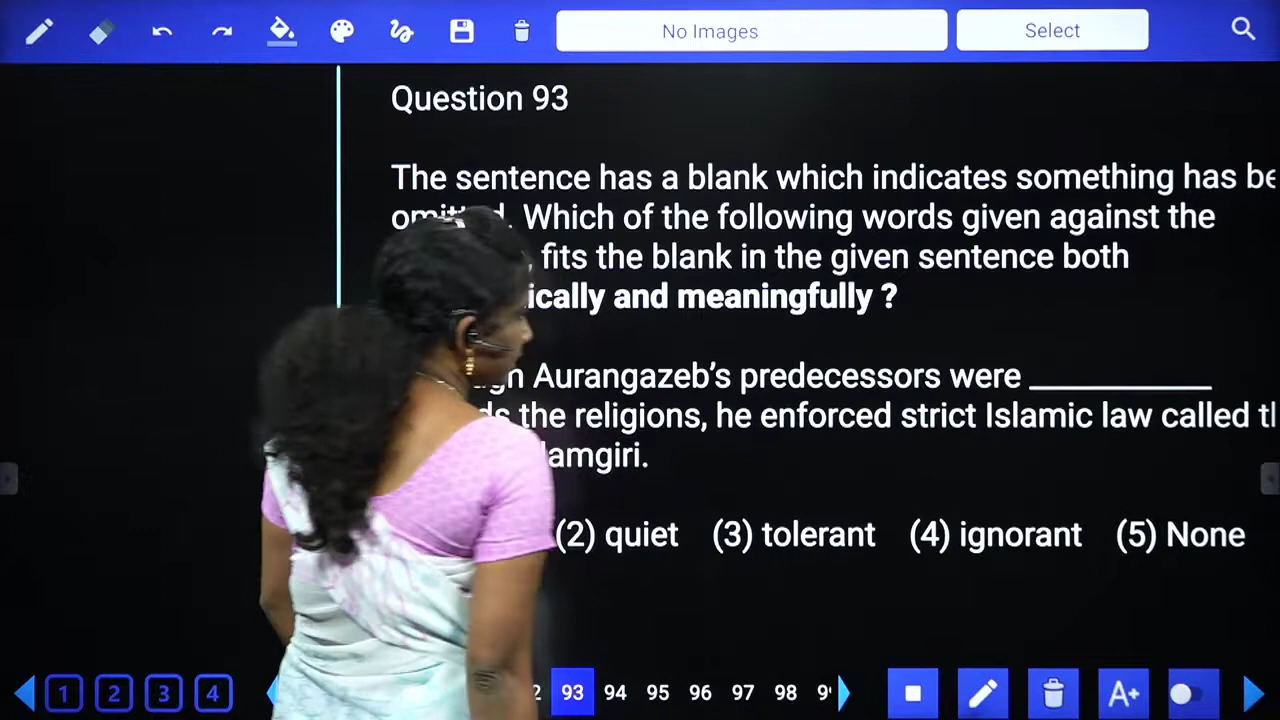 No Images
Select
Question 93
The sentence has a blank which indicates something has be
Which of the following words given against the
fits the blank in the given sentence both
ically and meaningfully ?
Aurangazeb's predecessors were __________
the religions, he enforced strict Islamic law called
lamgiri.
(2) quiet (3) tolerant (4) ignorant (5) None
1 2 3 4 93 94 95 96 97 98 A+